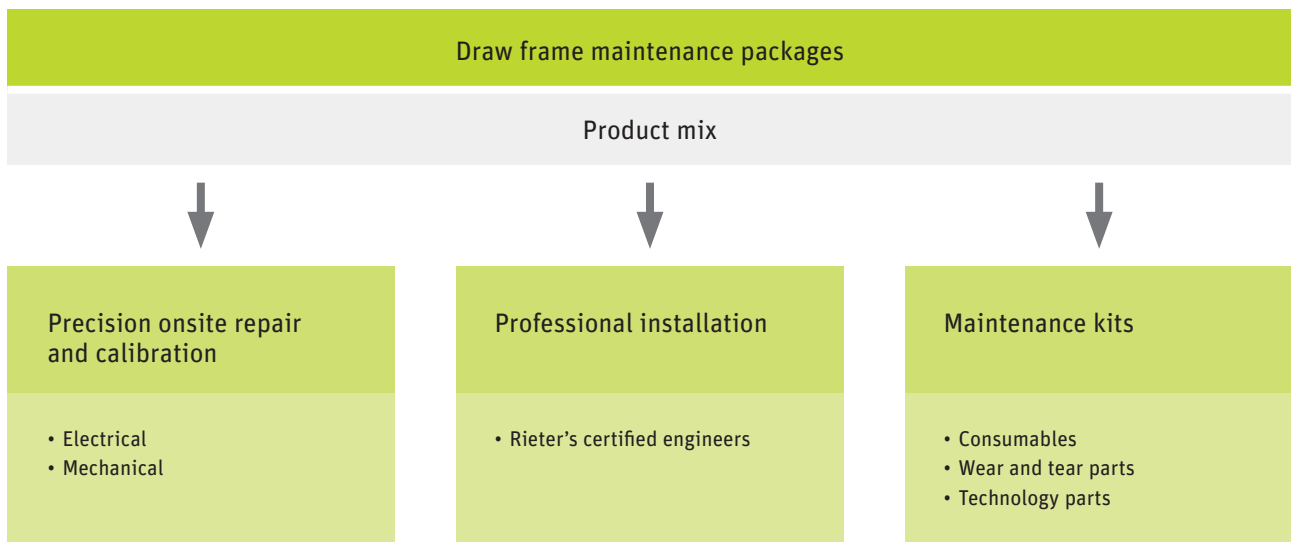 Draw frame maintenance packages
Product mix
Precision onsite repair
and calibration
• Electrical
• Mechanical
Professional installation
• Rieter’s certified engineers
Maintenance kits
• Consumables
• Wear and tear parts
• Technology parts